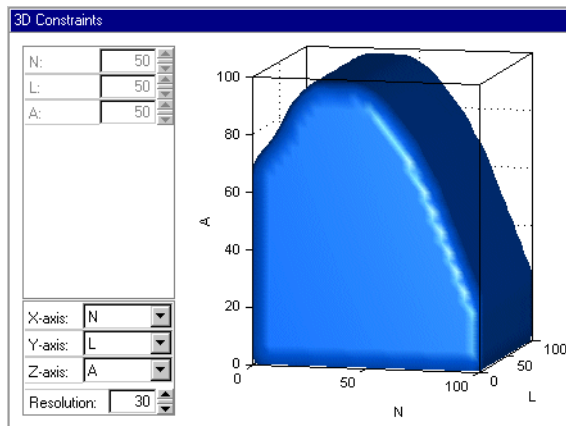 3D Constraints
N: 50
L: 50
A: 50
X-axis: N
Y-axis: L
Z-axis: A
Resolution: 30
100
80
60
40
20
0
A
0
50
100
N
0
50
100
L